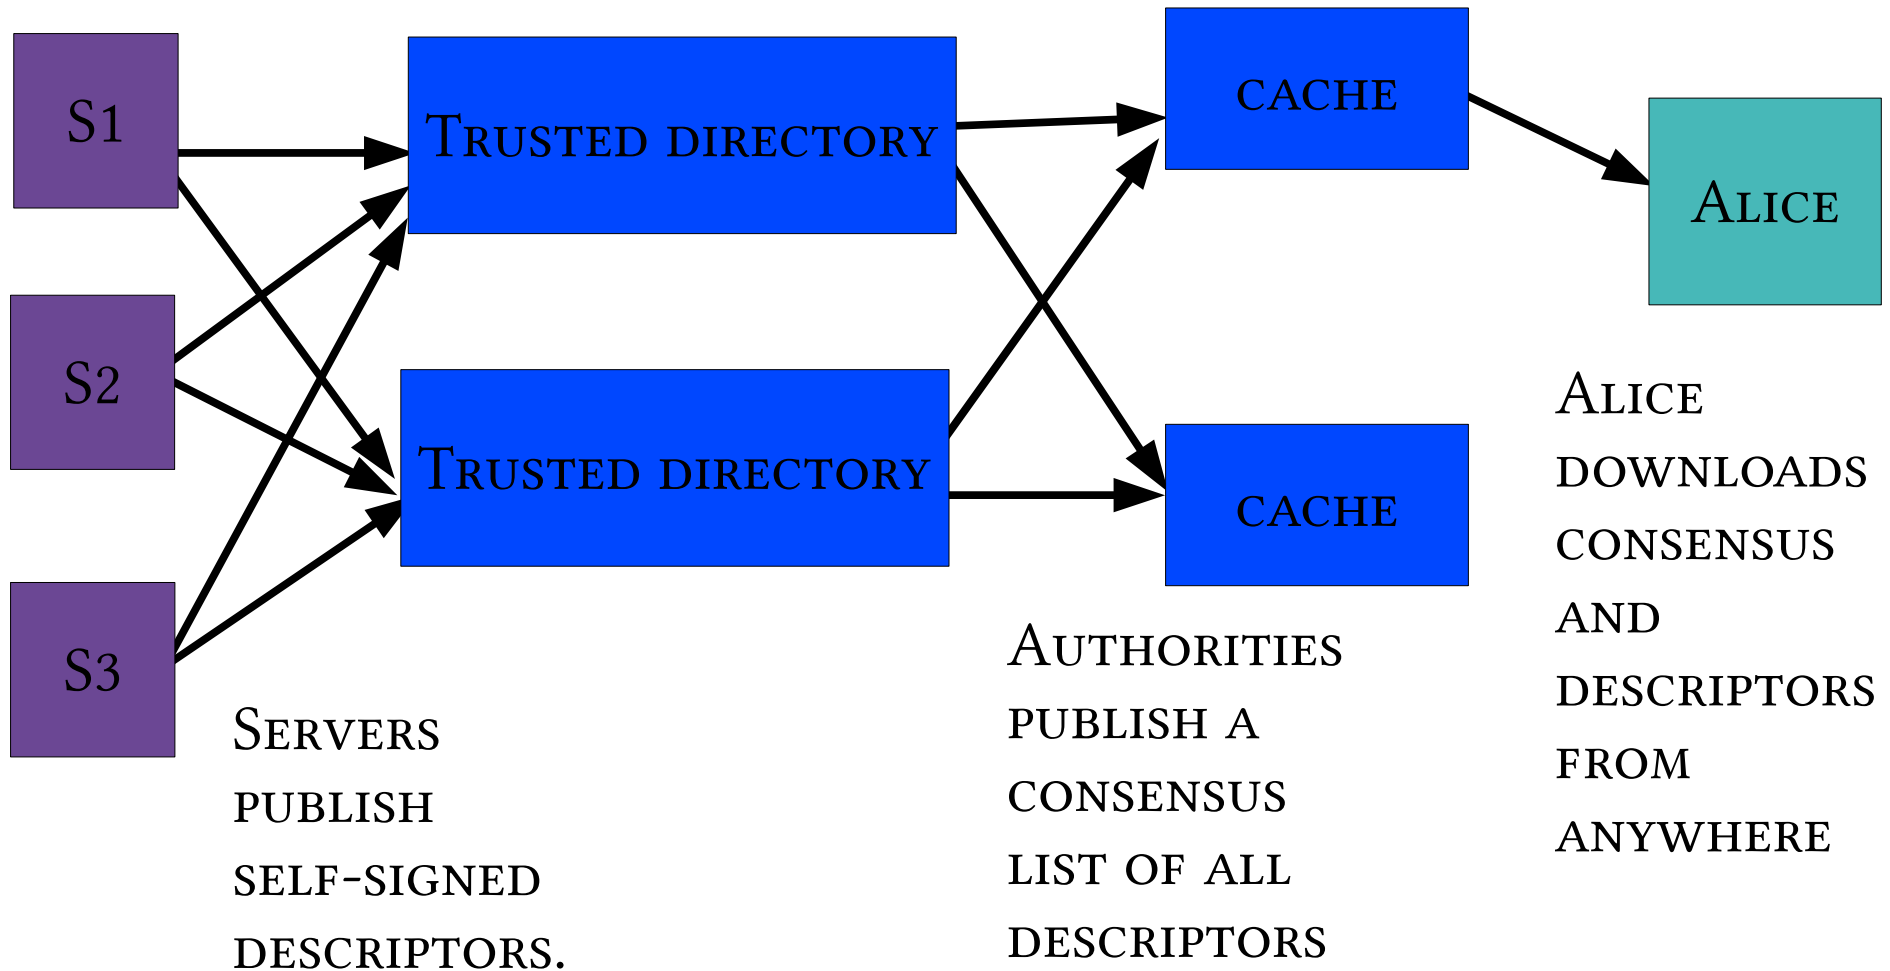 S1
S2
S3
Trusted directory
Trusted directory
cache
cache
Alice
Servers
publish
self-signed
descriptors.
Authorities
publish a
consensus
list of all
descriptors
Alice
downloads
consensus
and
descriptors
from
anywhere